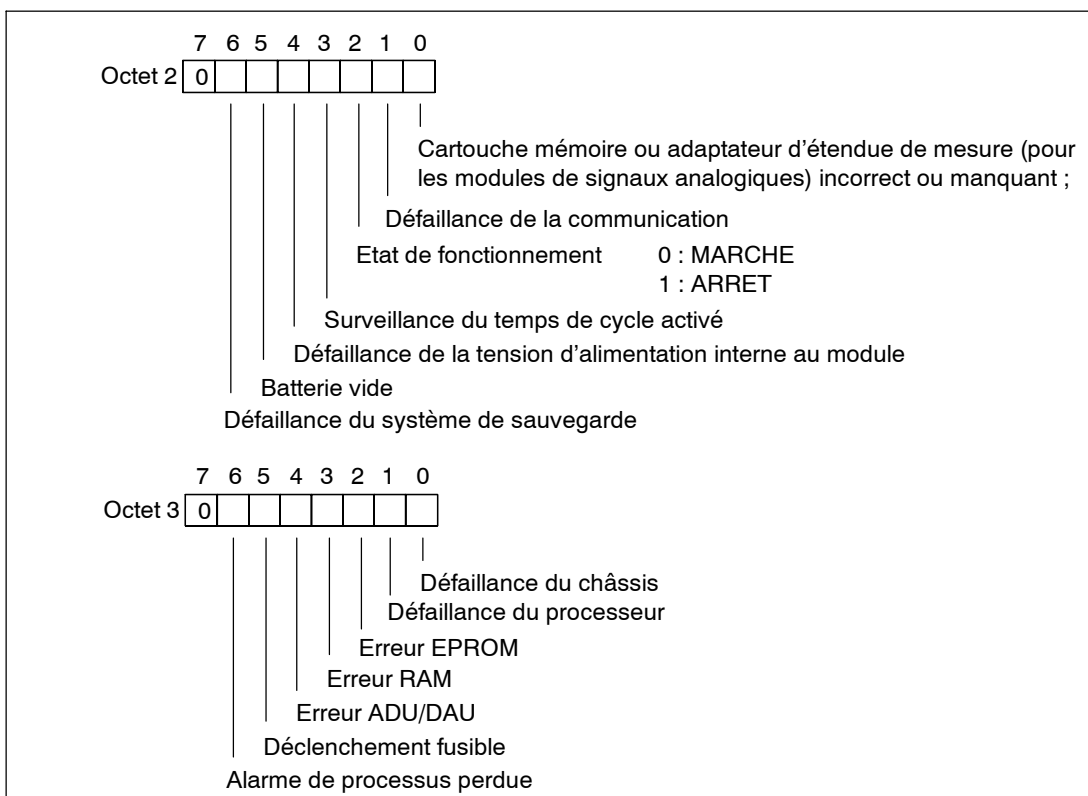 7 6 5 4 3 2 1 0
Octet 2 0
Cartouche mémoire ou adaptateur d'étendue de mesure (pour
les modules de signaux analogiques) incorrect ou manquant ;
Défaillance de la communication
Etat de fonctionnement 0 : MARCHE
1 : ARRET
Surveillance du temps de cycle activé
Défaillance de la tension d'alimentation interne au module
Batterie vide
Défaillance du système de sauvegarde
7 6 5 4 3 2 1 0
Octet 3 0
Défaillance du châssis
Défaillance du processeur
Erreur EPROM
Erreur RAM
Erreur ADU/DAU
Déclenchement fusible
Alarme de processus perdue